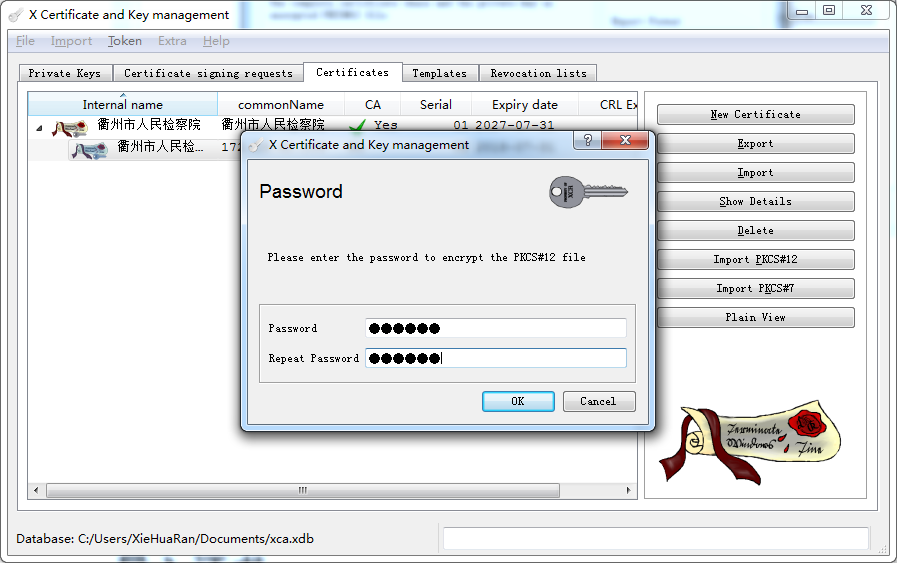 X Certificate and Key management
File Import Token Extra Help
Private Keys Certificate signing requests Certificates Templates Revocation lists
Internal name commonName CA Serial Expiry date CRL Ex
衢州市人民检察院 衢州市人民检察院 Yes 01 2027-07-31
衢州市人民检... 172
New Certificate
Export
Import
Show Details
Delete
Import PKCS#12
Import PKCS#7
Plain View
X Certificate and Key management
Password
Please enter the password to encrypt the PKCS#12 file
Password
Repeat Password
OK Cancel
Terminate
Windows
Time
Database: C:/Users/XieHuaRan/Documents/xca.xdb